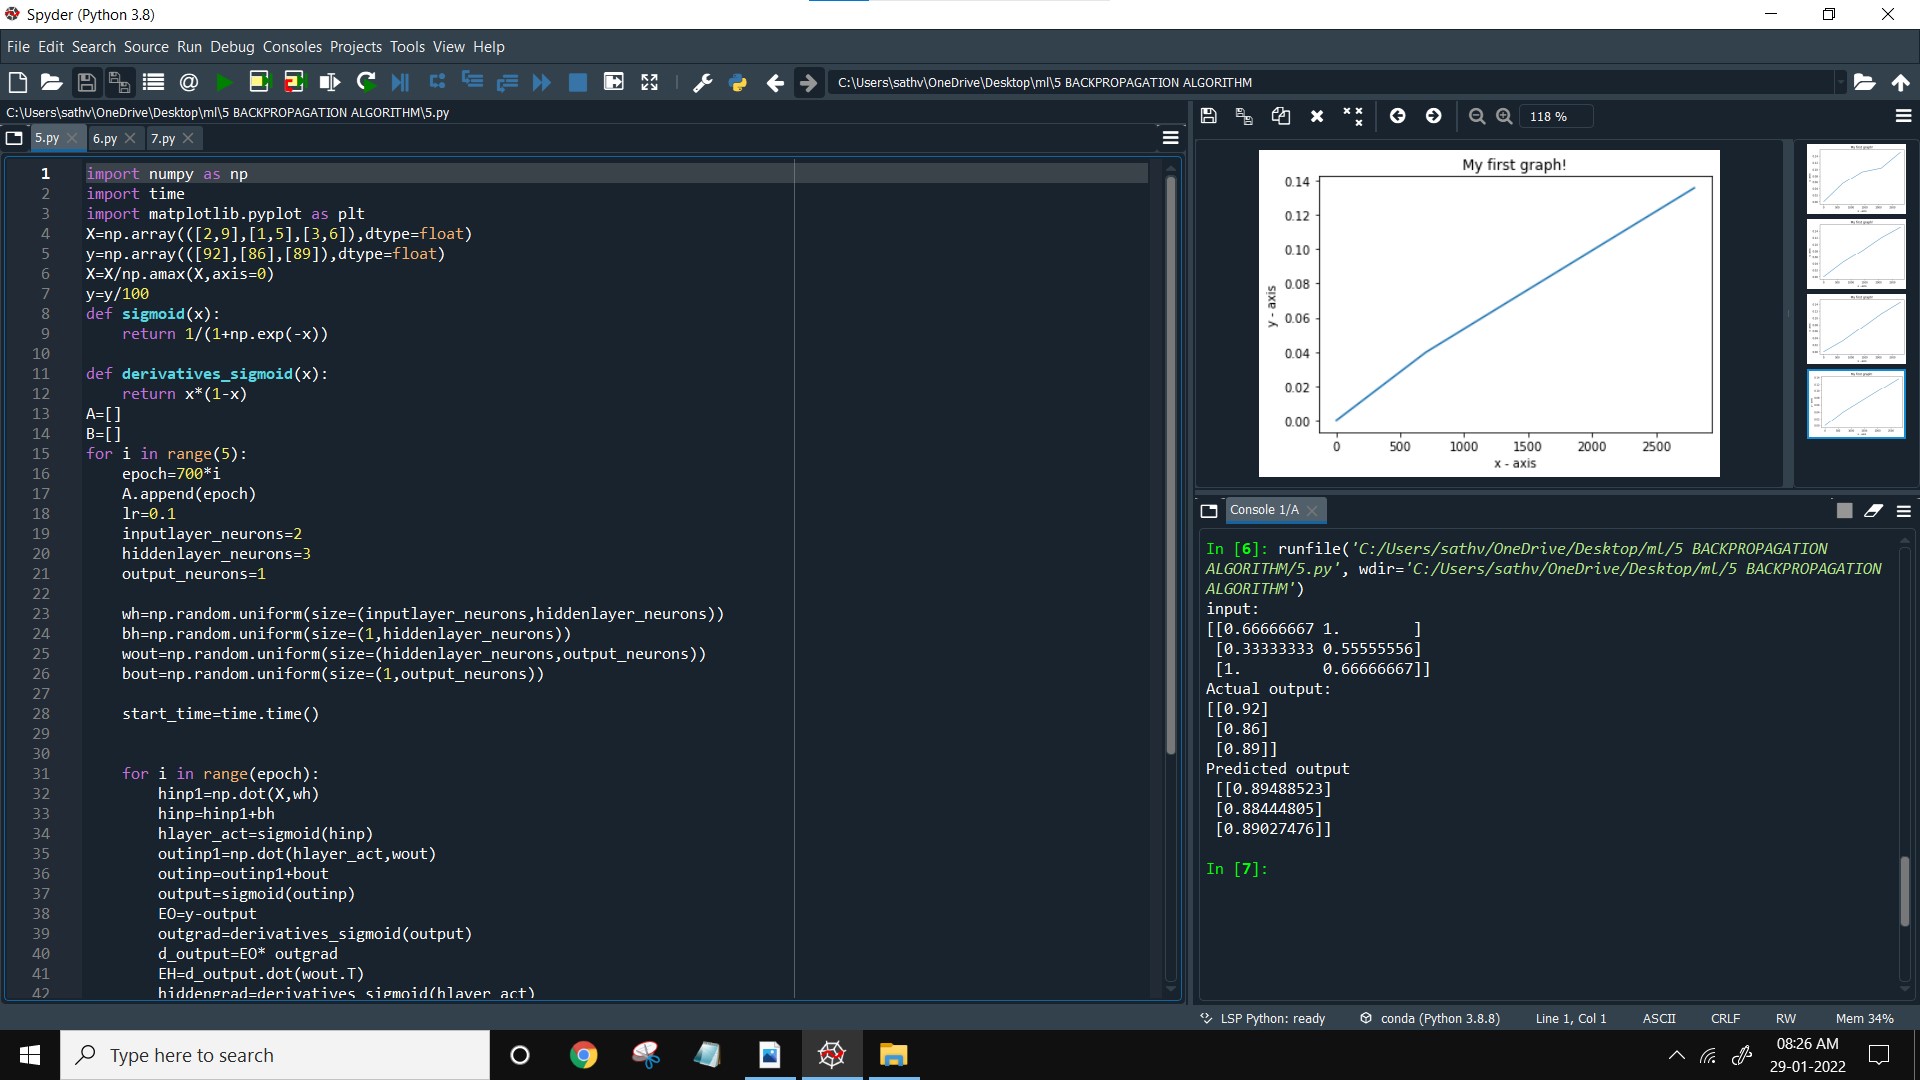 Spyder (Python 3.8)
File Edit Search Source Run Debug Consoles Projects Tools View Help
C:\Users\sathv\OneDrive\Desktop\ml\5 BACKPROPAGATION ALGORITHM
C:\Users\sathv\OneDrive\Desktop\ml\5 BACKPROPAGATION ALGORITHM\5.py
5.py 6.py 7.py
1 import numpy as np
2 import time
3 import matplotlib.pyplot as plt
4 X=np.array(([2,9],[1,5],[3,6]),dtype=float)
5 y=np.array(([92],[86],[89]),dtype=float)
6 X=X/np.amax(X,axis=0)
7 y=y/100
8 def sigmoid(x):
9     return 1/(1+np.exp(-x))
10
11 def derivatives_sigmoid(x):
12     return x*(1-x)
13 A=[]
14 B=[]
15 for i in range(5):
16     epoch=700*i
17     A.append(epoch)
18     lr=0.1
19     inputlayer_neurons=2
20     hiddenlayer_neurons=3
21     output_neurons=1
22
23     wh=np.random.uniform(size=(inputlayer_neurons,hiddenlayer_neurons))
24     bh=np.random.uniform(size=(1,hiddenlayer_neurons))
25     wout=np.random.uniform(size=(hiddenlayer_neurons,output_neurons))
26     bout=np.random.uniform(size=(1,output_neurons))
27
28     start_time=time.time()
29
30
31     for i in range(epoch):
32         hinp1=np.dot(X,wh)
33         hinp=hinp1+bh
34         hlayer_act=sigmoid(hinp)
35         outinp1=np.dot(hlayer_act,wout)
36         outinp=outinp1+bout
37         output=sigmoid(outinp)
38         EO=y-output
39         outgrad=derivatives_sigmoid(output)
40         d_output=EO* outgrad
41         EH=d_output.dot(wout.T)
42         hiddengrad=derivatives_sigmoid(hlayer_act)
118 %
My first graph!
0.14
0.12
0.10
0.08
0.06
0.04
0.02
0.00
y - axis
0 500 1000 1500 2000 2500
x - axis
Console 1/A
In [6]: runfile('C:/Users/sathv/OneDrive/Desktop/ml/5 BACKPROPAGATION
ALGORITHM/5.py', wdir='C:/Users/sathv/OneDrive/Desktop/ml/5 BACKPROPAGATION
ALGORITHM')
input:
[[0.66666667 1.        ]
 [0.33333333 0.55555556]
 [1.         0.66666667]]
Actual output:
[[0.92]
 [0.86]
 [0.89]]
Predicted output
 [[0.89488523]
 [0.88444805]
 [0.89027476]]
In [7]:
LSP Python: ready conda (Python 3.8.8) Line 1, Col 1 ASCII CRLF RW Mem 34%
Type here to search
08:26 AM
29-01-2022